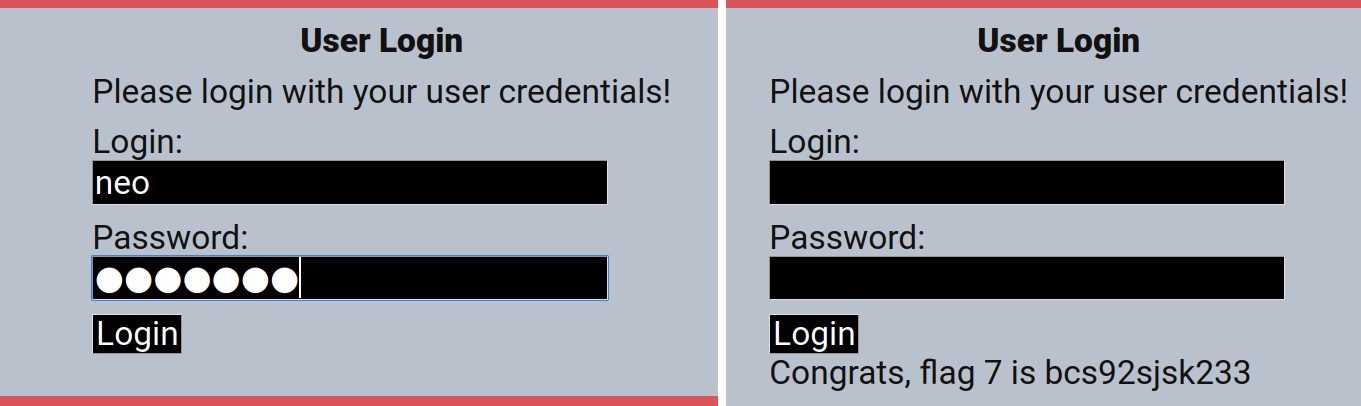 User Login
Please login with your user credentials!
Login:
neo
Password:
●●●●●●●
Login
User Login
Please login with your user credentials!
Login:
Password:
Login
Congrats, flag 7 is bcs92sjsk233